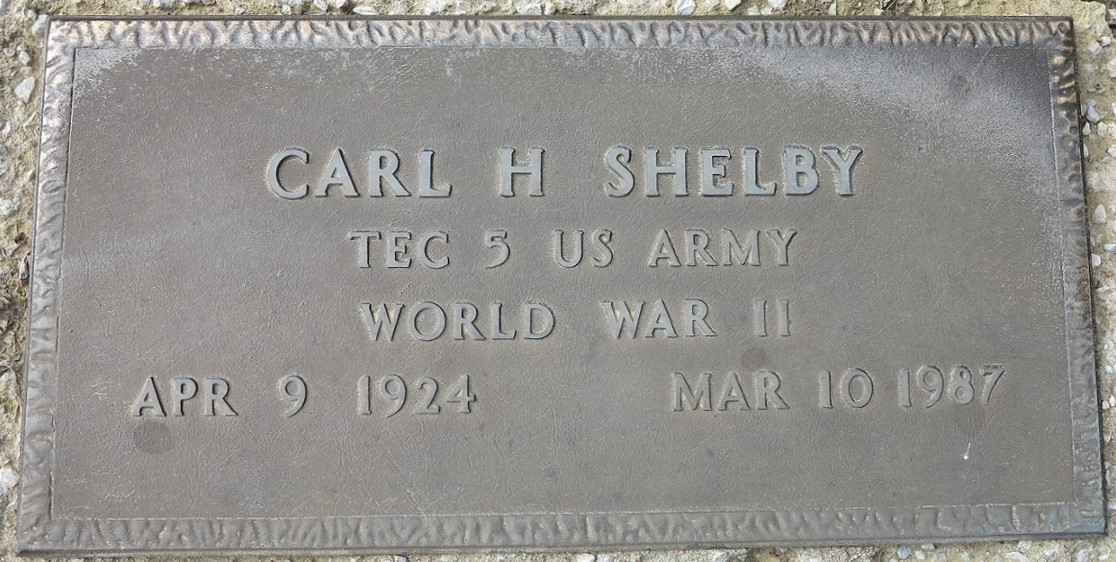 CARL H SHELBY
TEC 5 US ARMY
WORLD WAR II
APR 9 1924 MAR 10 1987